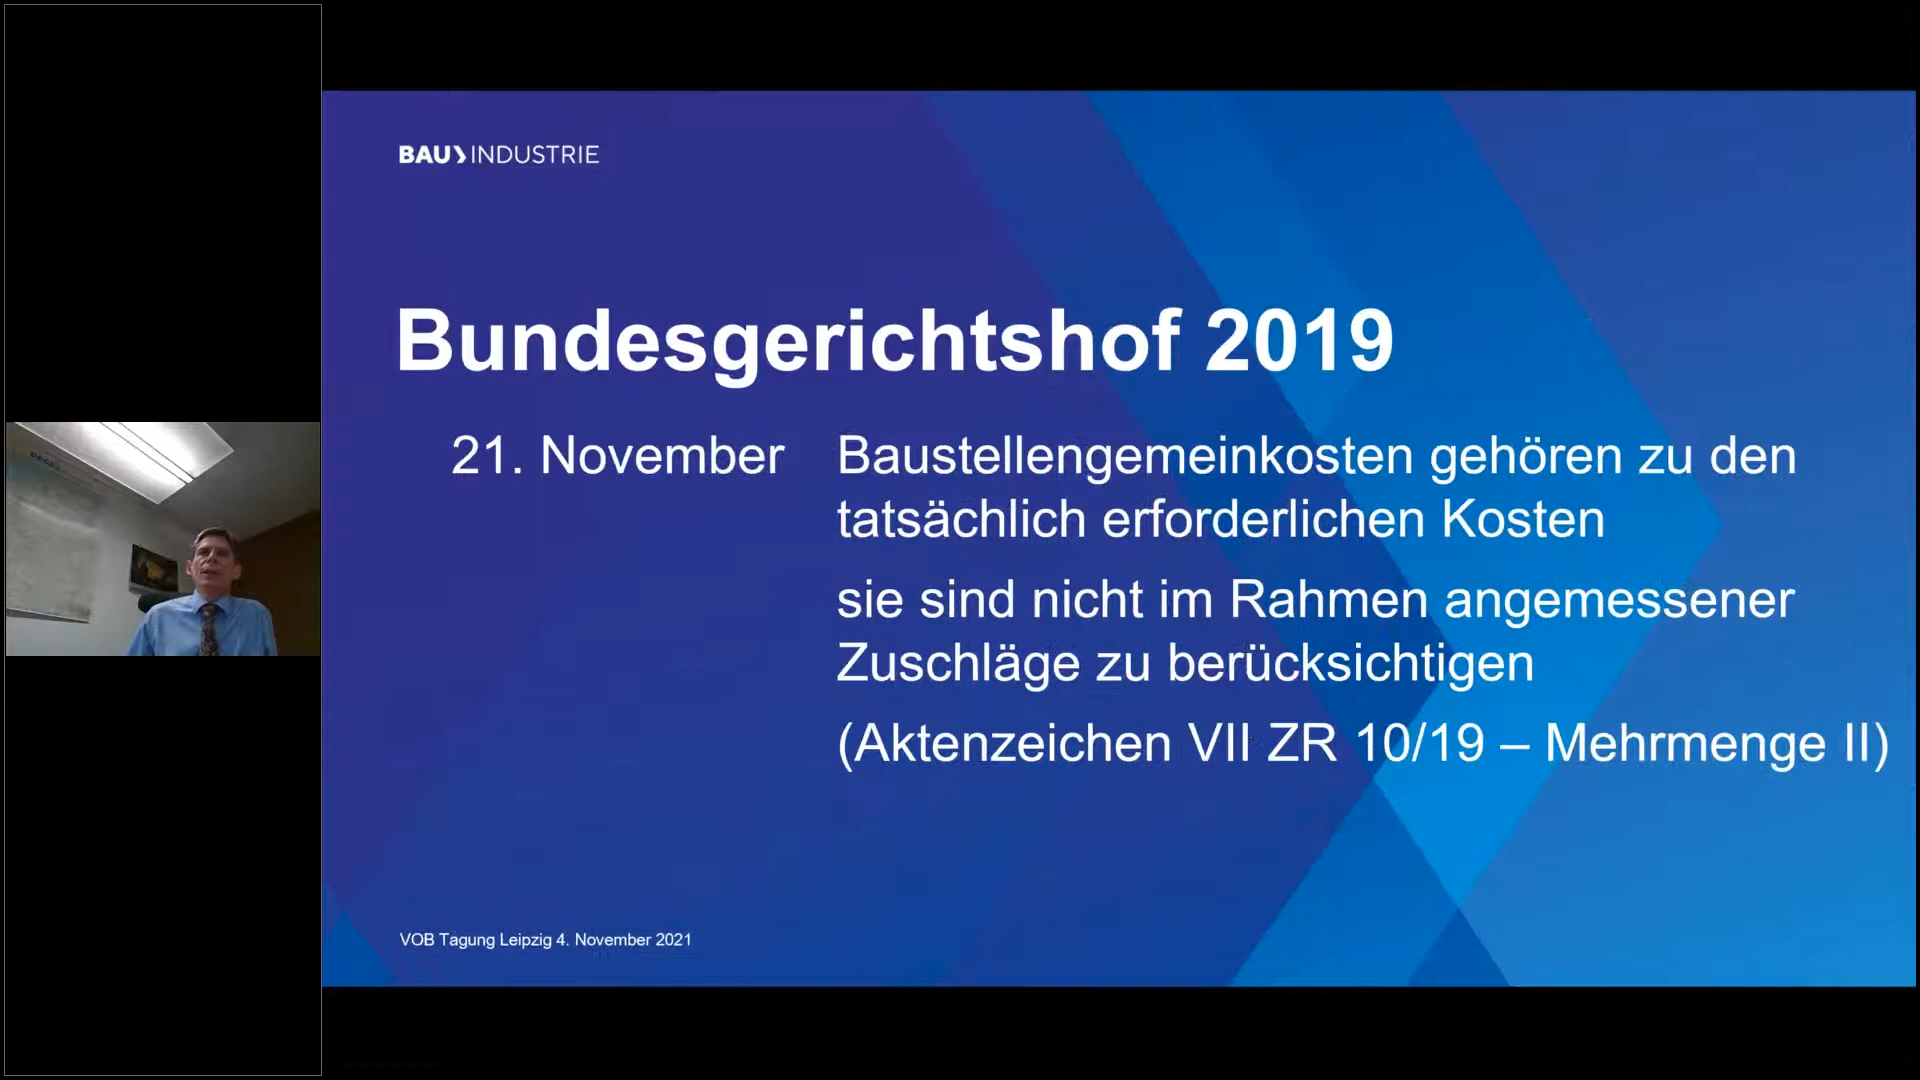 BAU INDUSTRIE
Bundesgerichtshof 2019
21. November Baustellengemeinkosten gehören zu den
tatsächlich erforderlichen Kosten
sie sind nicht im Rahmen angemessener
Zuschläge zu berücksichtigen
(Aktenzeichen VII ZR 10/19 – Mehrmenge II)
VOB Tagung Leipzig 4. November 2021